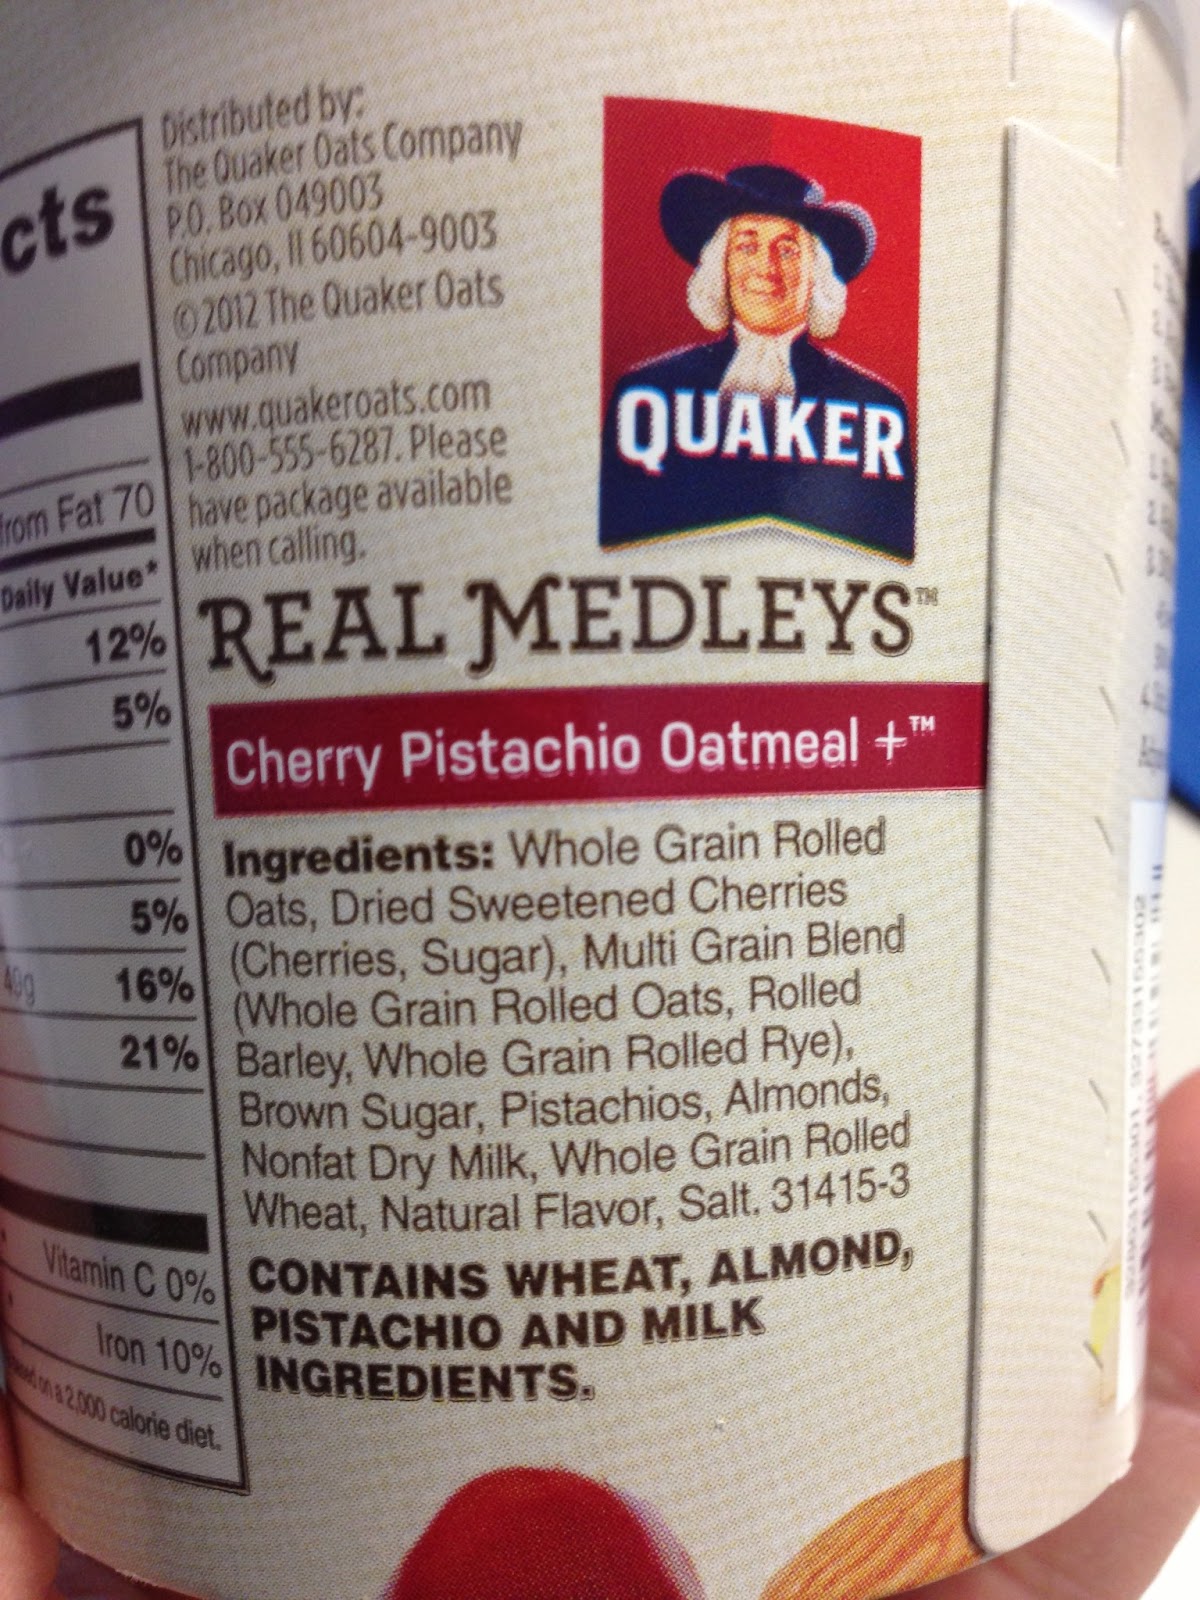 cts
from Fat 70
Daily Value*
12%
5%
0%
5%
49g 16%
21%
Vitamin C 0%
Iron 10%
on a 2,000 calorie diet.
Distributed by:
The Quaker Oats Company
P.O. Box 049003
Chicago, Il 60604-9003
©2012 The Quaker Oats
Company
www.quakeroats.com
1-800-555-6287. Please
have package available
when calling.
QUAKER
REAL MEDLEYS™
Cherry Pistachio Oatmeal +™
Ingredients: Whole Grain Rolled
Oats, Dried Sweetened Cherries
(Cherries, Sugar), Multi Grain Blend
(Whole Grain Rolled Oats, Rolled
Barley, Whole Grain Rolled Rye),
Brown Sugar, Pistachios, Almonds,
Nonfat Dry Milk, Whole Grain Rolled
Wheat, Natural Flavor, Salt. 31415-3
CONTAINS WHEAT, ALMOND,
PISTACHIO AND MILK
INGREDIENTS.